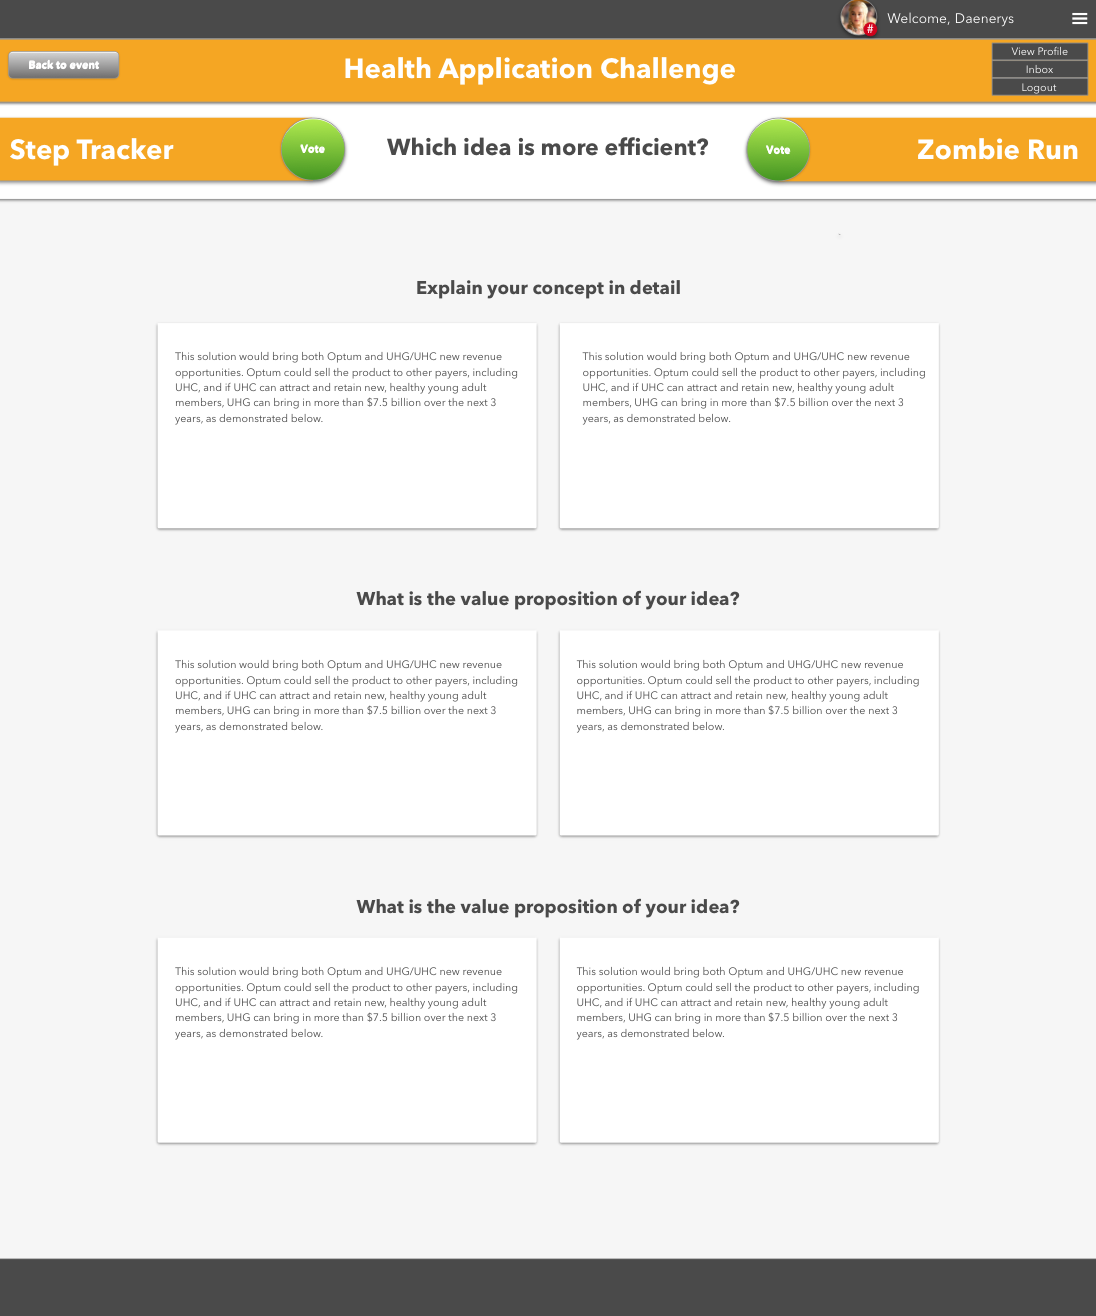 Welcome, Daenerys
#
View Profile
Inbox
Logout
Back to event
Health Application Challenge
Step Tracker
Vote
Which idea is more efficient?
Vote
Zombie Run
Explain your concept in detail
This solution would bring both Optum and UHG/UHC new revenue
opportunities. Optum could sell the product to other payers, including
UHC, and if UHC can attract and retain new, healthy young adult
members, UHG can bring in more than $7.5 billion over the next 3
years, as demonstrated below.
This solution would bring both Optum and UHG/UHC new revenue
opportunities. Optum could sell the product to other payers, including
UHC, and if UHC can attract and retain new, healthy young adult
members, UHG can bring in more than $7.5 billion over the next 3
years, as demonstrated below.
What is the value proposition of your idea?
This solution would bring both Optum and UHG/UHC new revenue
opportunities. Optum could sell the product to other payers, including
UHC, and if UHC can attract and retain new, healthy young adult
members, UHG can bring in more than $7.5 billion over the next 3
years, as demonstrated below.
This solution would bring both Optum and UHG/UHC new revenue
opportunities. Optum could sell the product to other payers, including
UHC, and if UHC can attract and retain new, healthy young adult
members, UHG can bring in more than $7.5 billion over the next 3
years, as demonstrated below.
What is the value proposition of your idea?
This solution would bring both Optum and UHG/UHC new revenue
opportunities. Optum could sell the product to other payers, including
UHC, and if UHC can attract and retain new, healthy young adult
members, UHG can bring in more than $7.5 billion over the next 3
years, as demonstrated below.
This solution would bring both Optum and UHG/UHC new revenue
opportunities. Optum could sell the product to other payers, including
UHC, and if UHC can attract and retain new, healthy young adult
members, UHG can bring in more than $7.5 billion over the next 3
years, as demonstrated below.